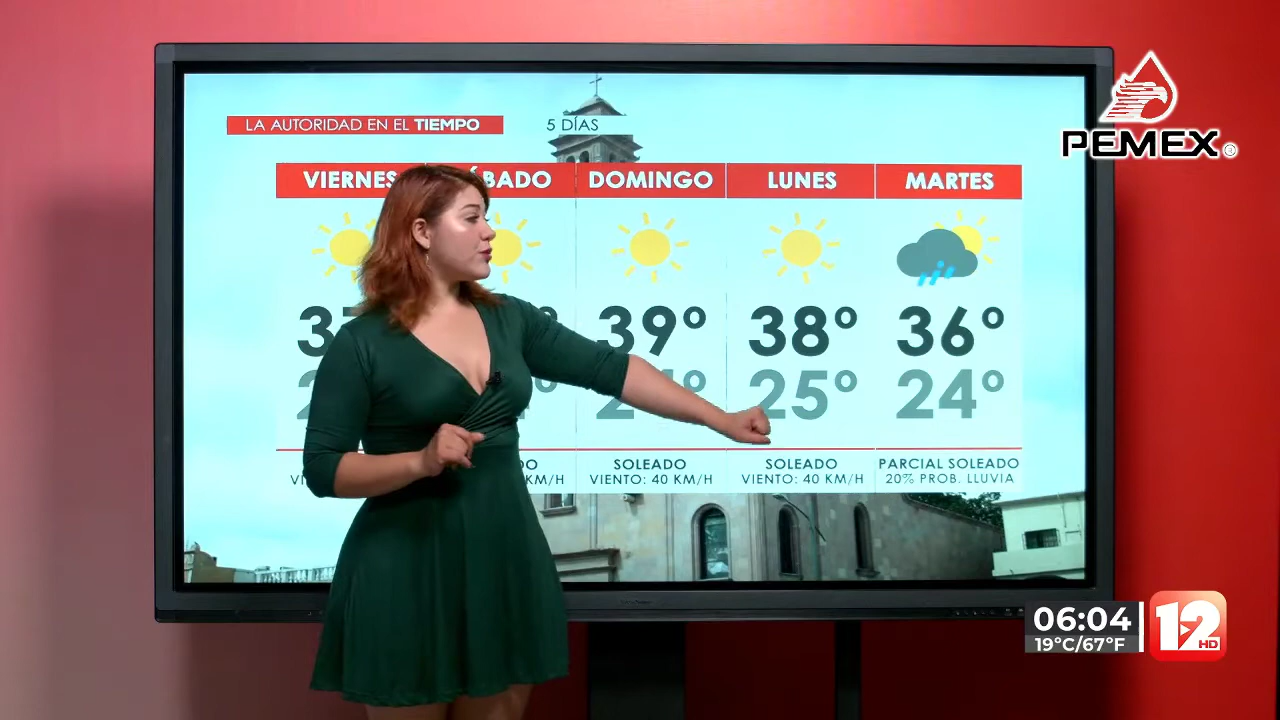 PEMEX
LA AUTORIDAD EN EL TIEMPO
5 DÍAS
VIERNES
DOMINGO
LUNES
MARTES
39° 38° 36°
25° 24°
SOLEADO SOLEADO PARCIAL SOLEADO
KM/H VIENTO: 40 KM/H VIENTO: 40 KM/H 20% PROB. LLUVIA
06:04
19°C/67°F
12
HD